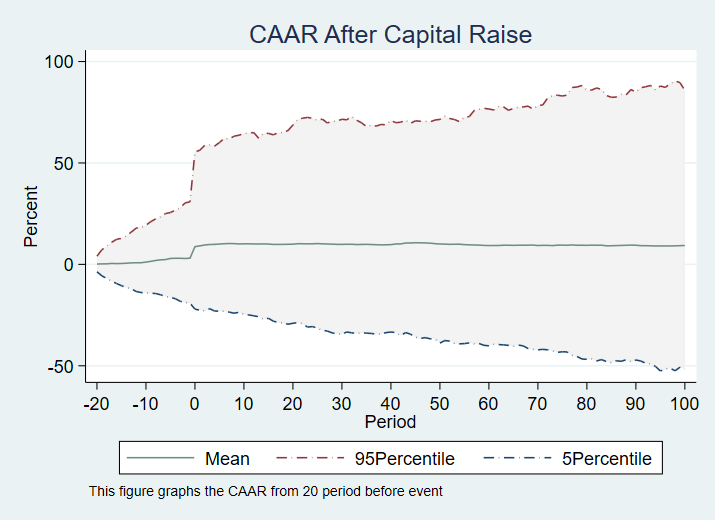 CAAR After Capital Raise
100
50
0
-50
Percent
-20 -10 0 10 20 30 40 50 60 70 80 90 100
Period
Mean 95Percentile 5Percentile
This figure graphs the CAAR from 20 period before event